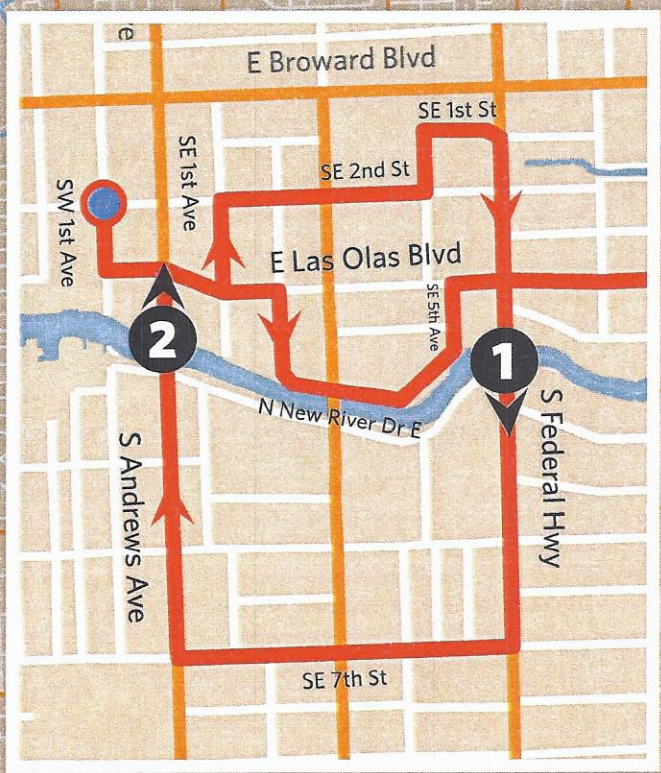 E Broward Blvd
SE 1st St
SE 1st Ave
SE 2nd St
SW 1st Ave
E Las Olas Blvd
SE 5th Ave
2
1
N New River Dr E
S Federal Hwy
S Andrews Ave
SE 7th St